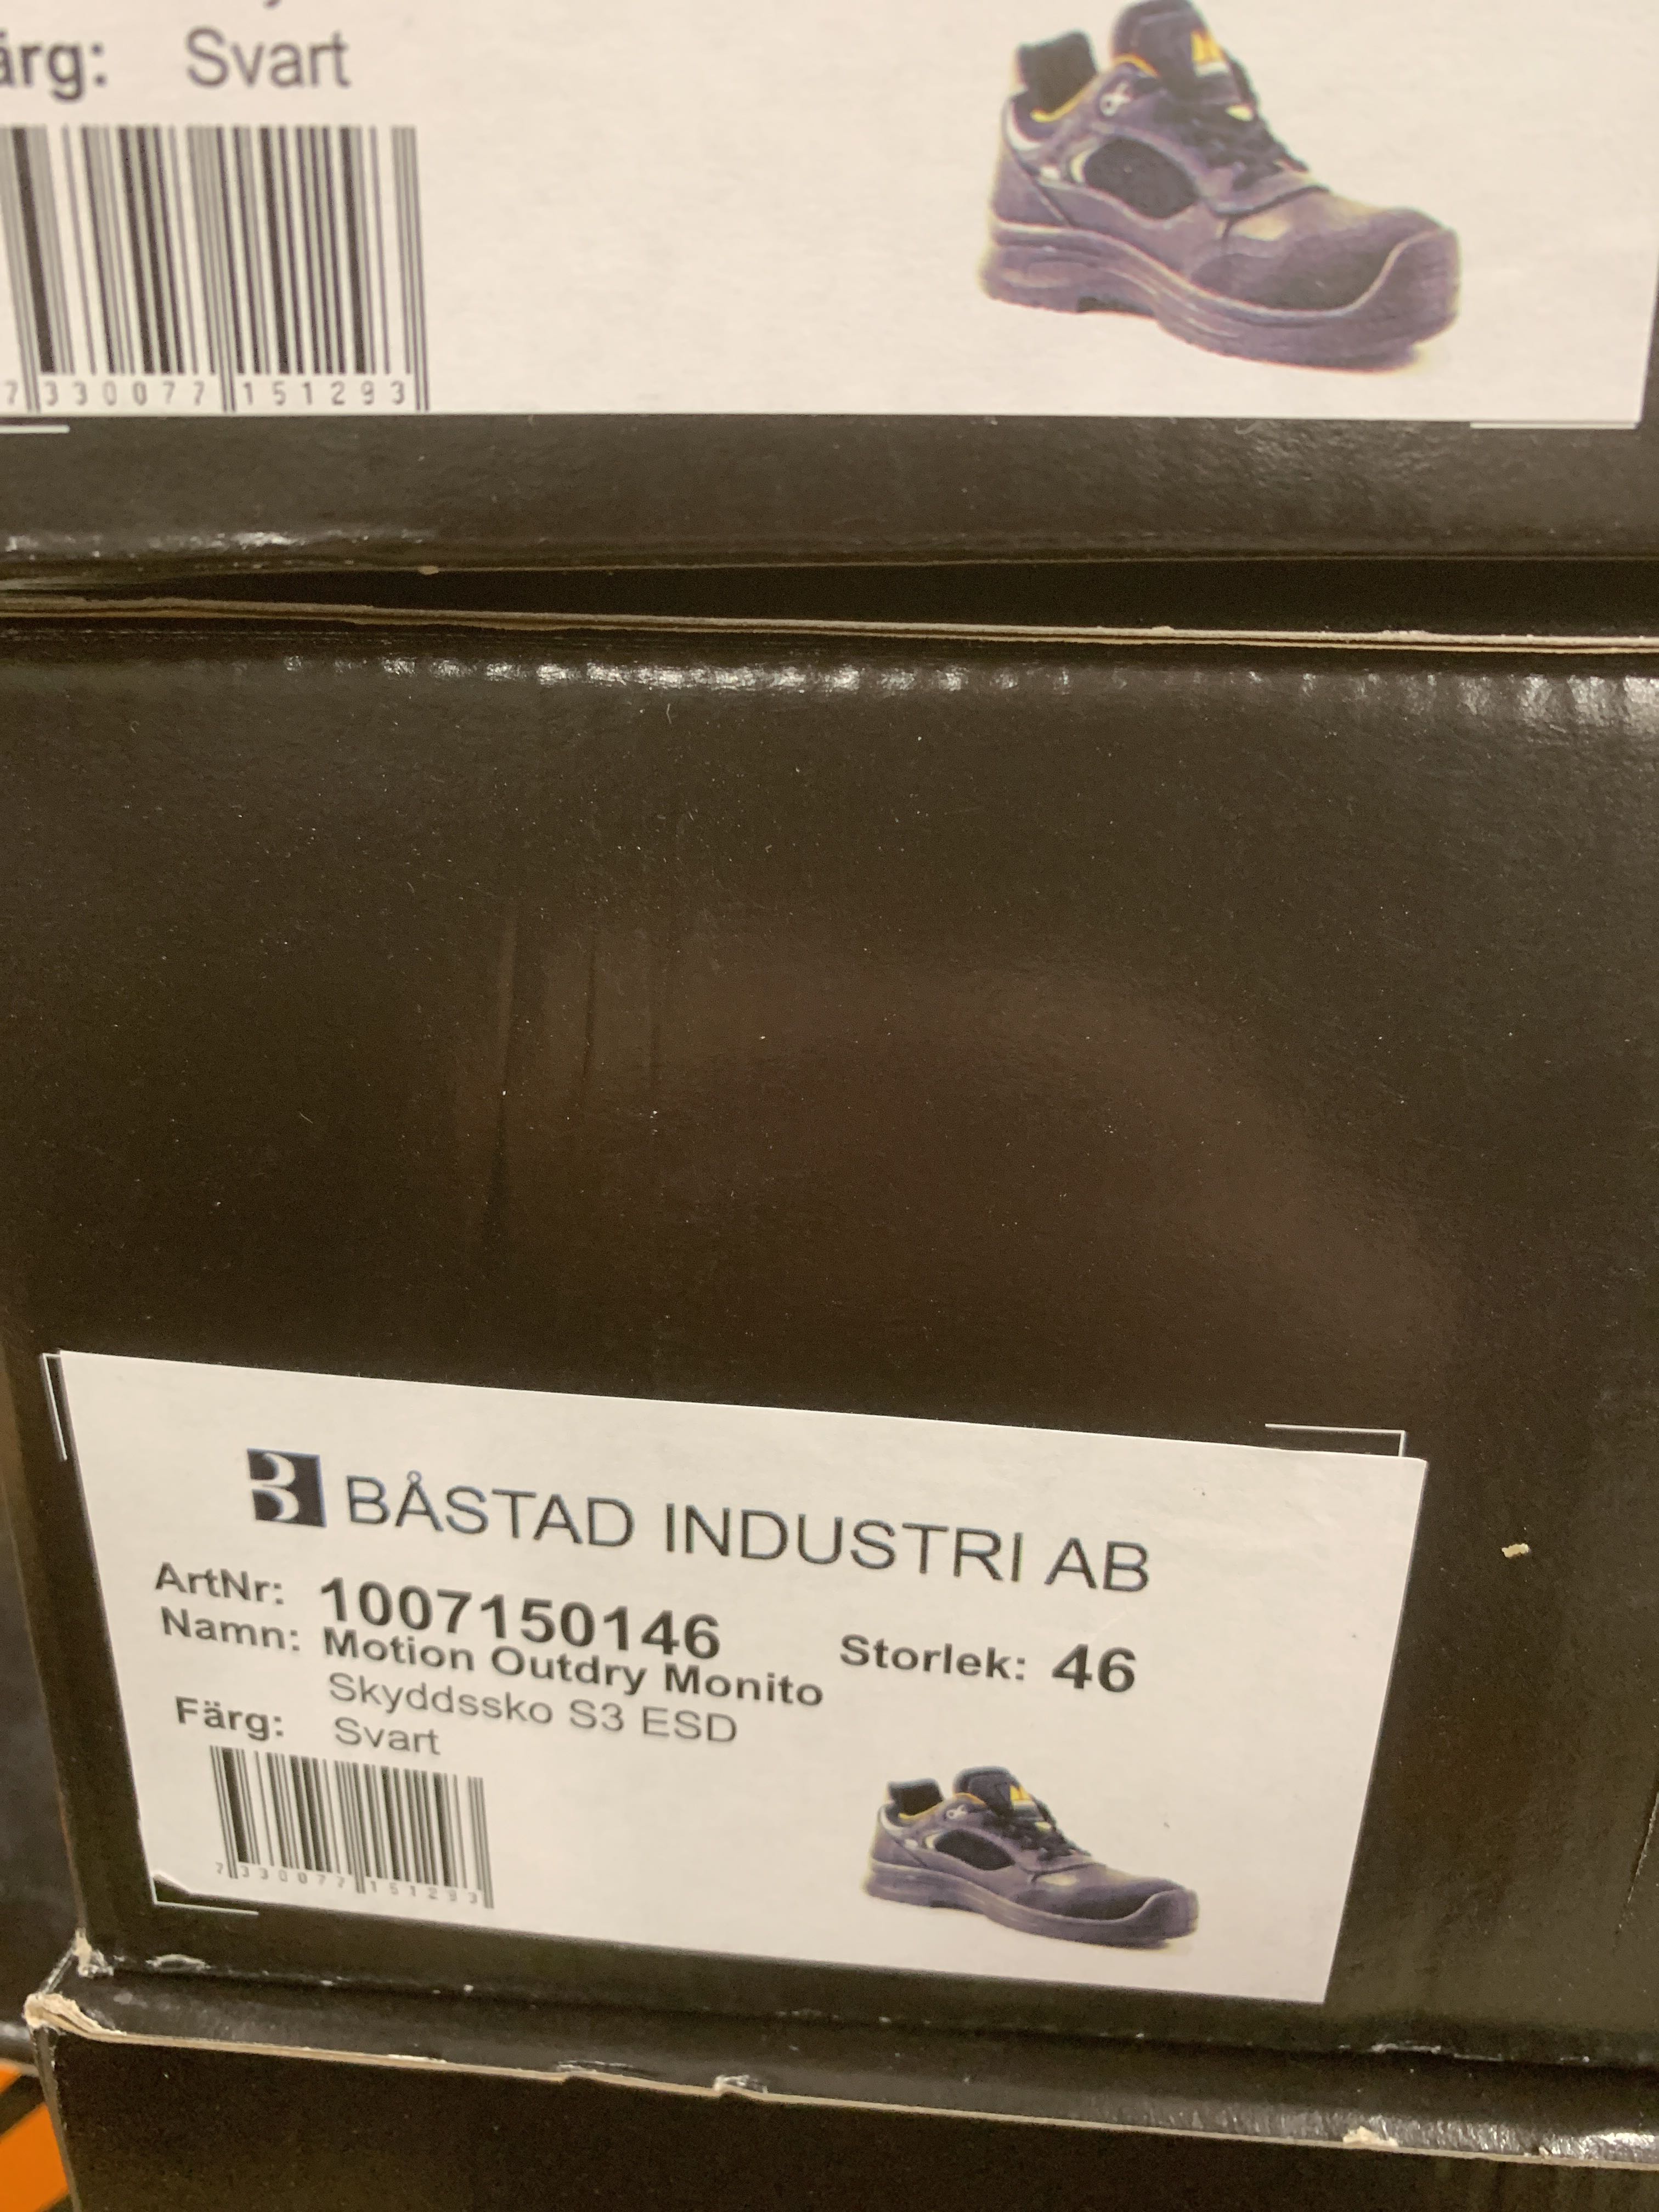 Färg: Svart
7 330077 151293
BÅSTAD INDUSTRI AB
ArtNr: 1007150146
Namn: Motion Outdry Monito Storlek: 46
Skyddssko S3 ESD
Färg: Svart
7 330077 151293